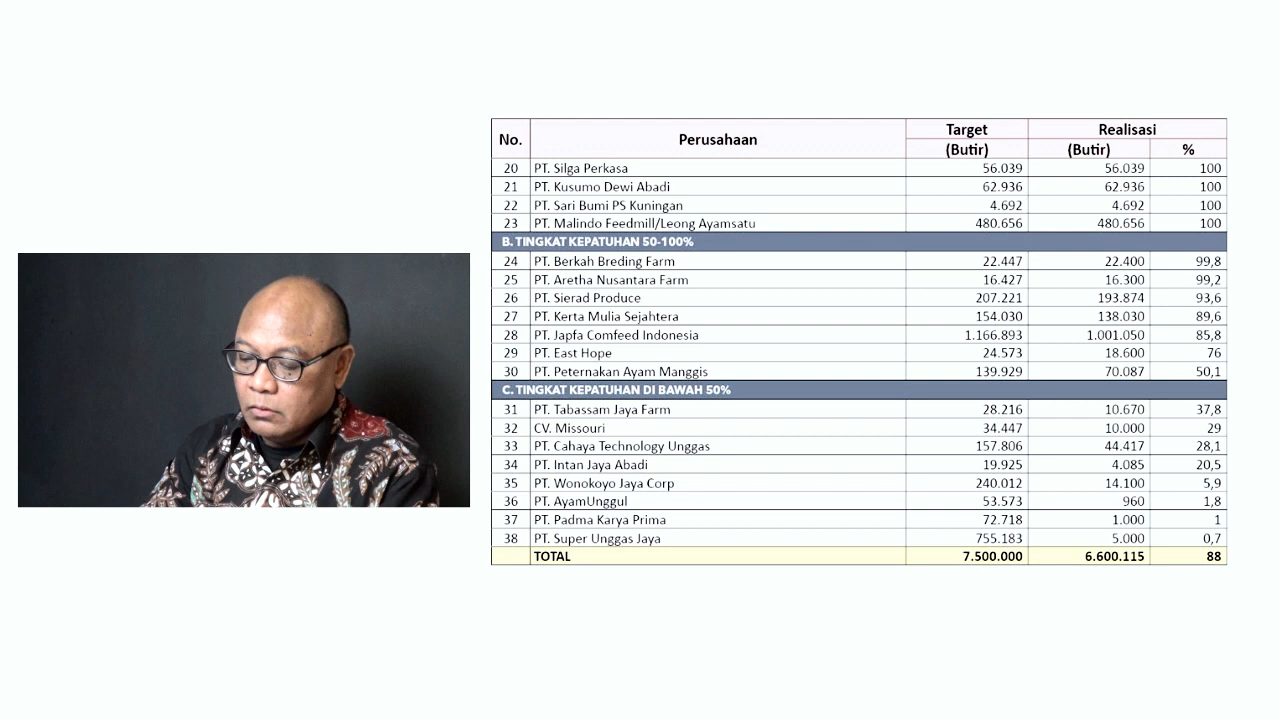 No. Perusahaan Target Realisasi
(Butir) (Butir) %
20 PT. Silga Perkasa 56.039 56.039 100
21 PT. Kusumo Dewi Abadi 62.936 62.936 100
22 PT. Sari Bumi PS Kuningan 4.692 4.692 100
23 PT. Malindo Feedmill/Leong Ayamsatu 480.656 480.656 100
B. TINGKAT KEPATUHAN 50-100%
24 PT. Berkah Breding Farm 22.447 22.400 99,8
25 PT. Aretha Nusantara Farm 16.427 16.300 99,2
26 PT. Sierad Produce 207.221 193.874 93,6
27 PT. Kerta Mulia Sejahtera 154.030 138.030 89,6
28 PT. Japfa Comfeed Indonesia 1.166.893 1.001.050 85,8
29 PT. East Hope 24.573 18.600 76
30 PT. Peternakan Ayam Manggis 139.929 70.087 50,1
C. TINGKAT KEPATUHAN DI BAWAH 50%
31 PT. Tabassam Jaya Farm 28.216 10.670 37,8
32 CV. Missouri 34.447 10.000 29
33 PT. Cahaya Technology Unggas 157.806 44.417 28,1
34 PT. Intan Jaya Abadi 19.925 4.085 20,5
35 PT. Wonokoyo Jaya Corp 240.012 14.100 5,9
36 PT. AyamUnggul 53.573 960 1,8
37 PT. Padma Karya Prima 72.718 1.000 1
38 PT. Super Unggas Jaya 755.183 5.000 0,7
TOTAL 7.500.000 6.600.115 88